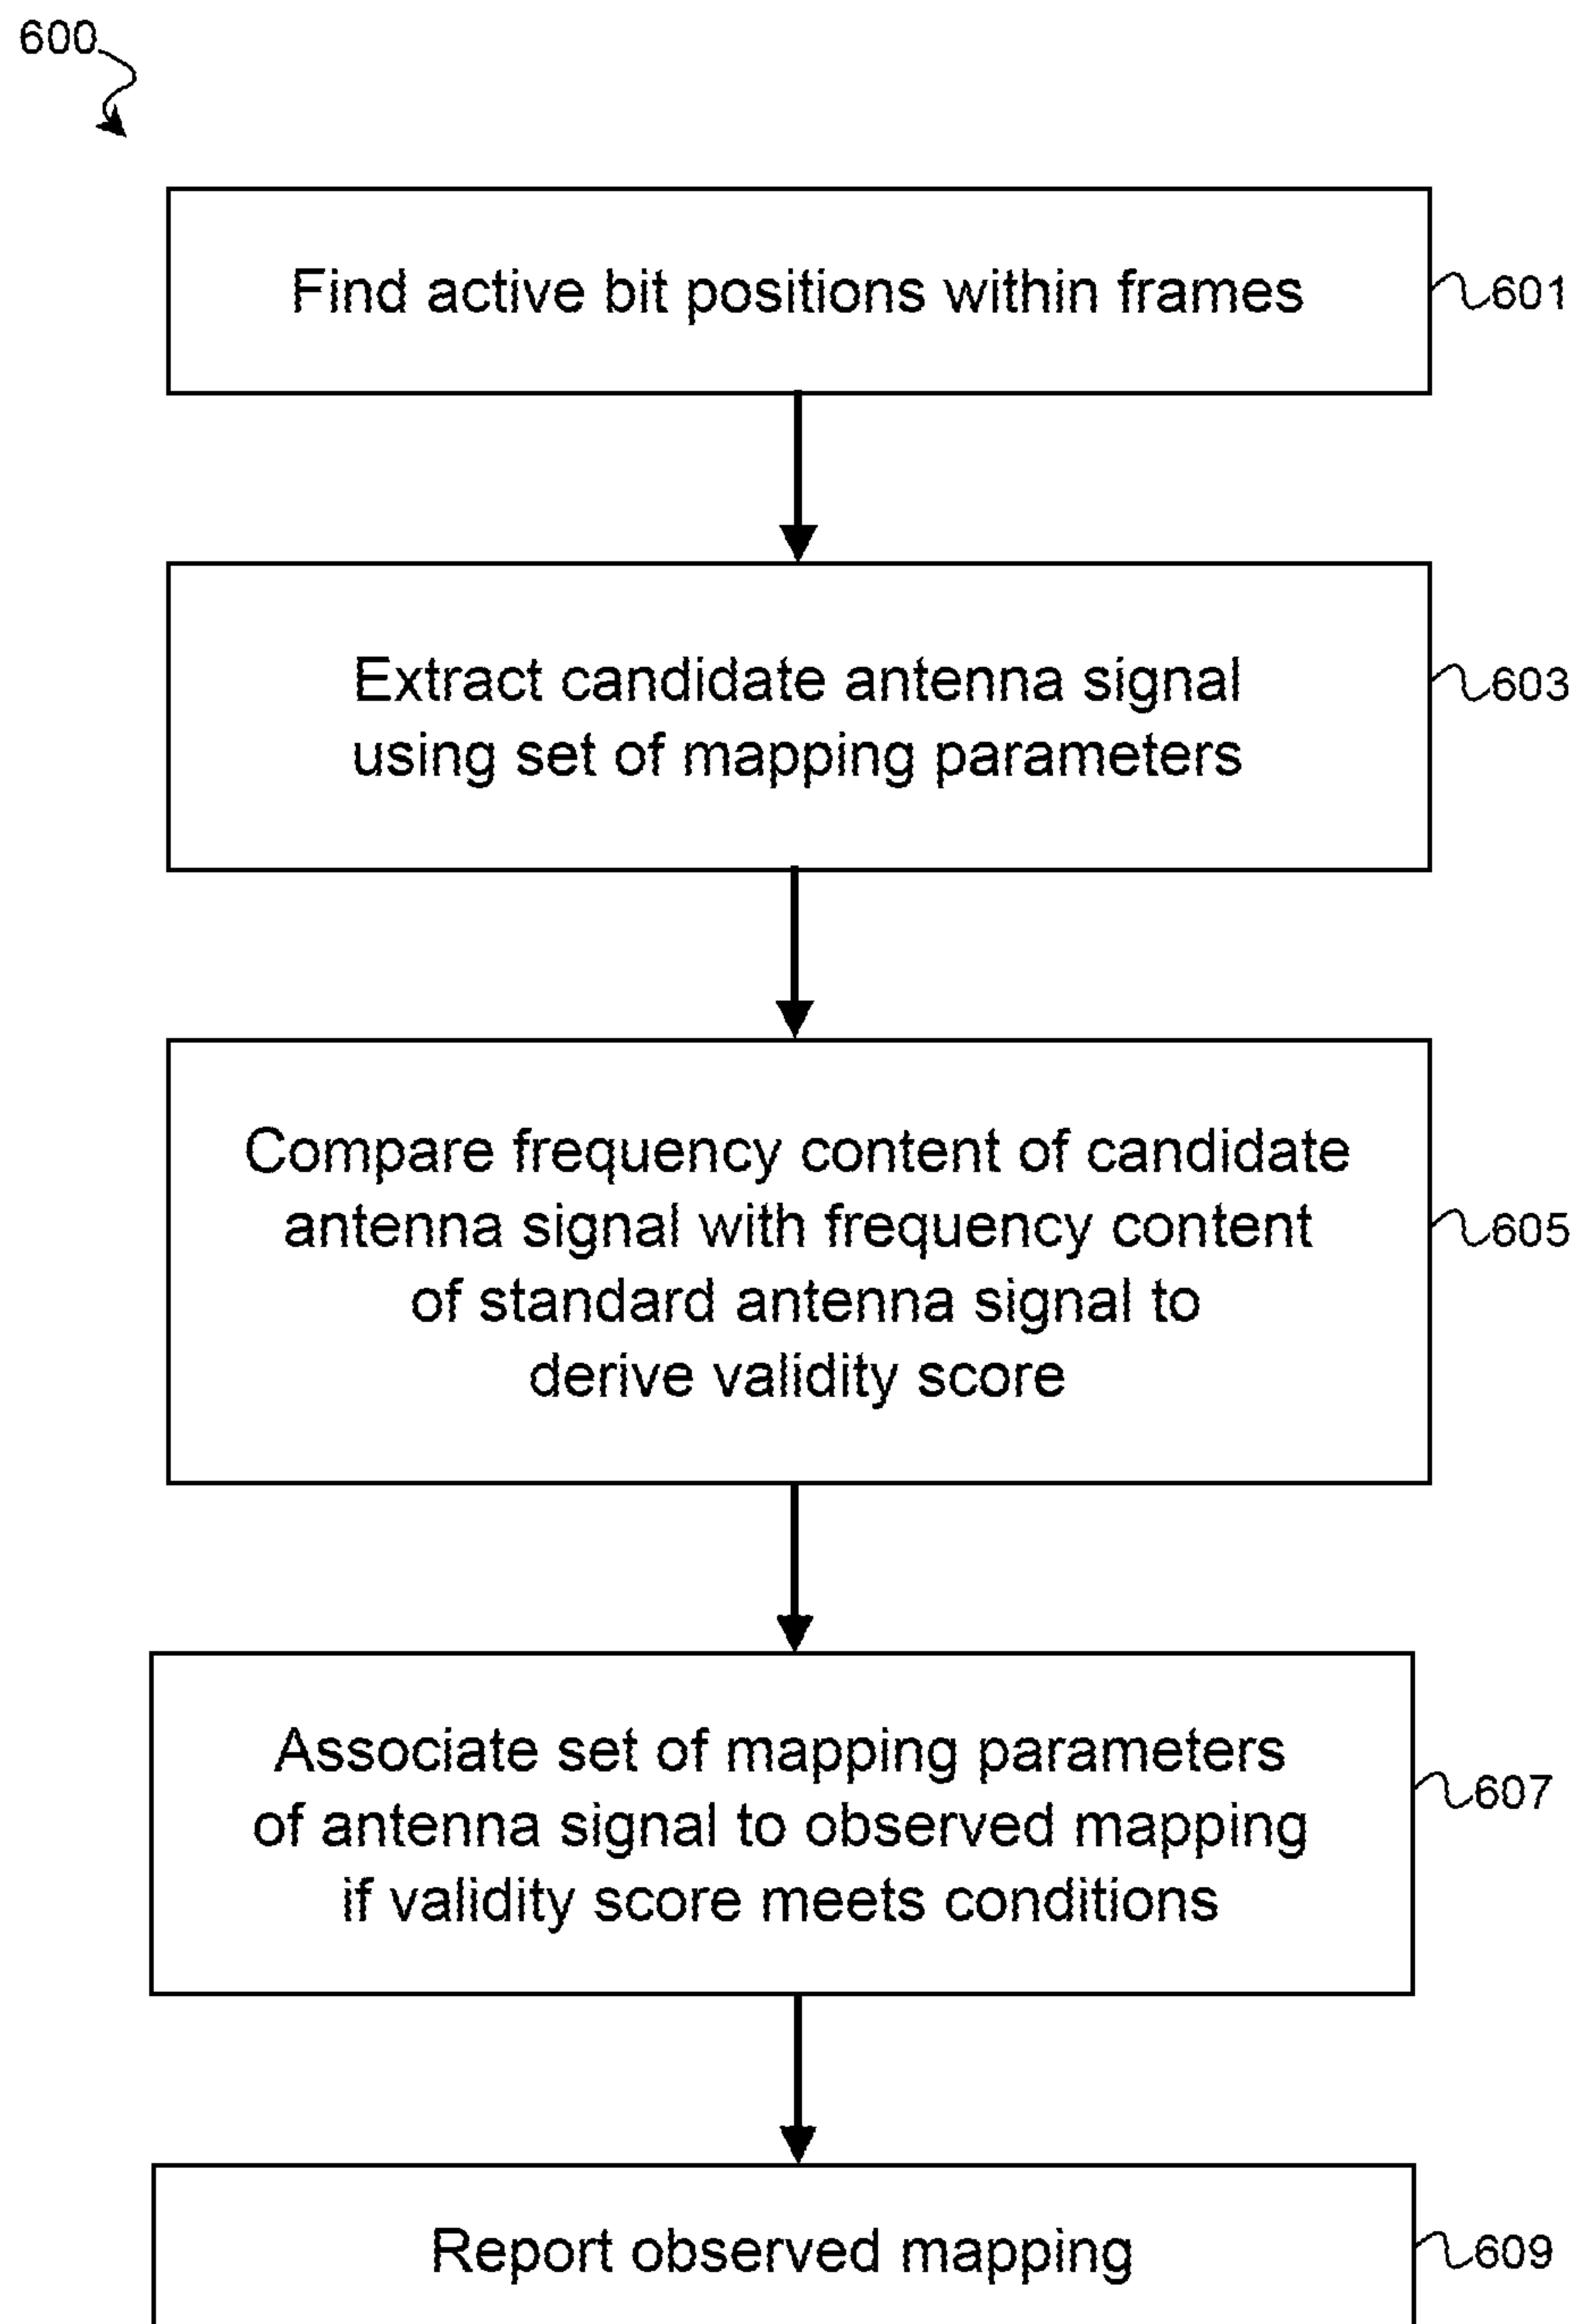 600
Find active bit positions within frames
601
Extract candidate antenna signal
using set of mapping parameters
603
Compare frequency content of candidate
antenna signal with frequency content
of standard antenna signal to
derive validity score
605
Associate set of mapping parameters
of antenna signal to observed mapping
if validity score meets conditions
607
Report observed mapping
609